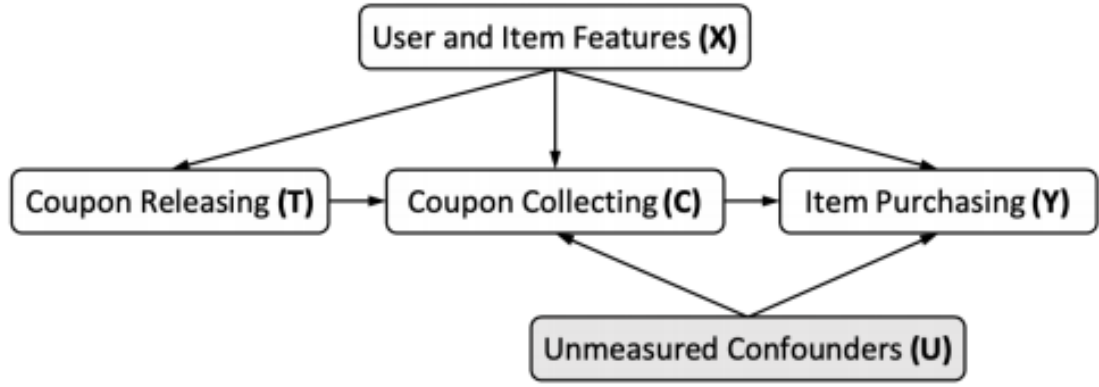 User and Item Features (X)
Coupon Releasing (T)
Coupon Collecting (C)
Item Purchasing (Y)
Unmeasured Confounders (U)